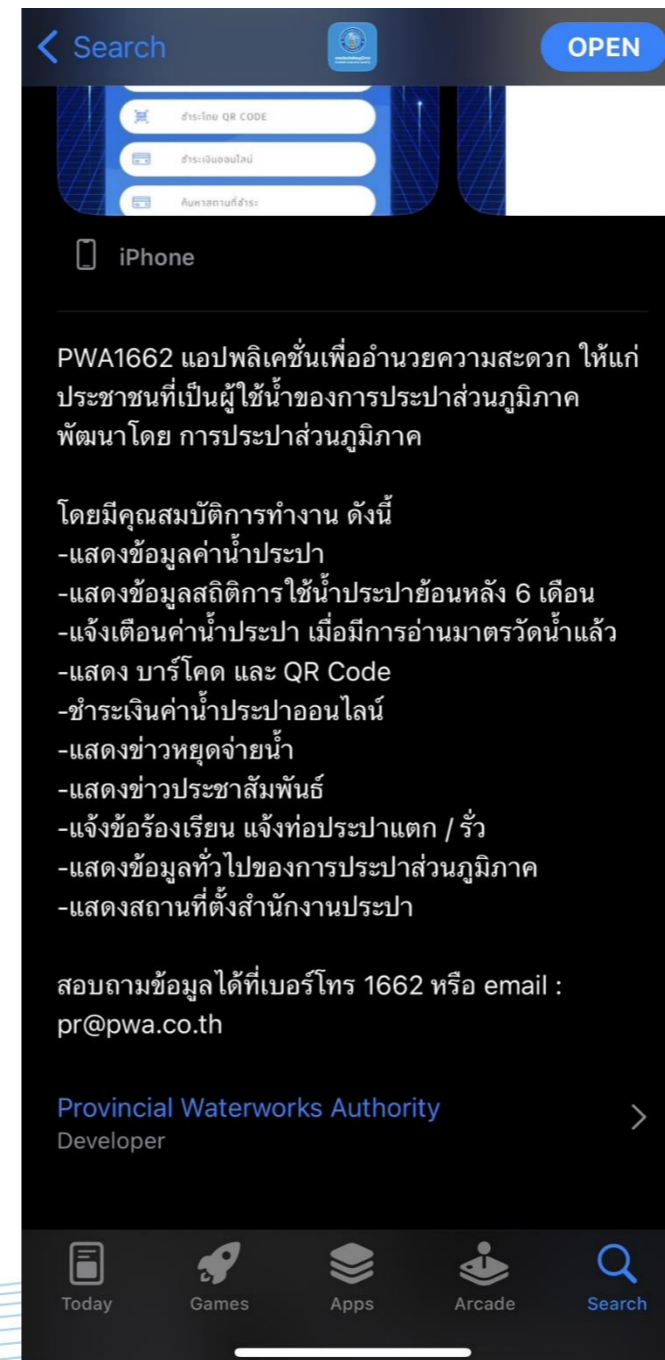 Search
OPEN
ชำระโดย QR CODE
ชำระเงินออนไลน์
ค้นหาสถานที่ชำระ
iPhone
PWA1662 แอปพลิเคชั่นเพื่ออำนวยความสะดวก ให้แก่
ประชาชนที่เป็นผู้ใช้น้ำของการประปาส่วนภูมิภาค
พัฒนาโดย การประปาส่วนภูมิภาค
โดยมีคุณสมบัติการทำงาน ดังนี้
-แสดงข้อมูลค่าน้ำประปา
-แสดงข้อมูลสถิติการใช้น้ำประปาย้อนหลัง 6 เดือน
-แจ้งเตือนค่าน้ำประปา เมื่อมีการอ่านมาตรวัดน้ำแล้ว
-แสดง บาร์โคด และ QR Code
-ชำระเงินค่าน้ำประปาออนไลน์
-แสดงข่าวหยุดจ่ายน้ำ
-แสดงข่าวประชาสัมพันธ์
-แจ้งข้อร้องเรียน แจ้งท่อประปาแตก / รั่ว
-แสดงข้อมูลทั่วไปของการประปาส่วนภูมิภาค
-แสดงสถานที่ตั้งสำนักงานประปา
สอบถามข้อมูลได้ที่เบอร์โทร 1662 หรือ email :
pr@pwa.co.th
Provincial Waterworks Authority
Developer
Today
Games
Apps
Arcade
Search